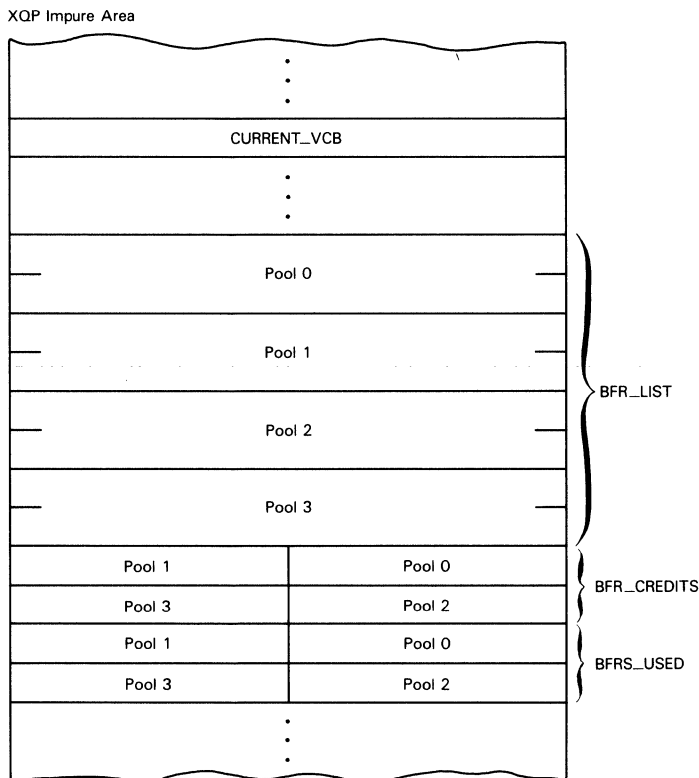 XQP Impure Area
CURRENT_VCB
Pool 0
Pool 1
Pool 2
Pool 3
BFR_LIST
Pool 1 Pool 0
Pool 3 Pool 2
BFR_CREDITS
Pool 1 Pool 0
Pool 3 Pool 2
BFRS_USED